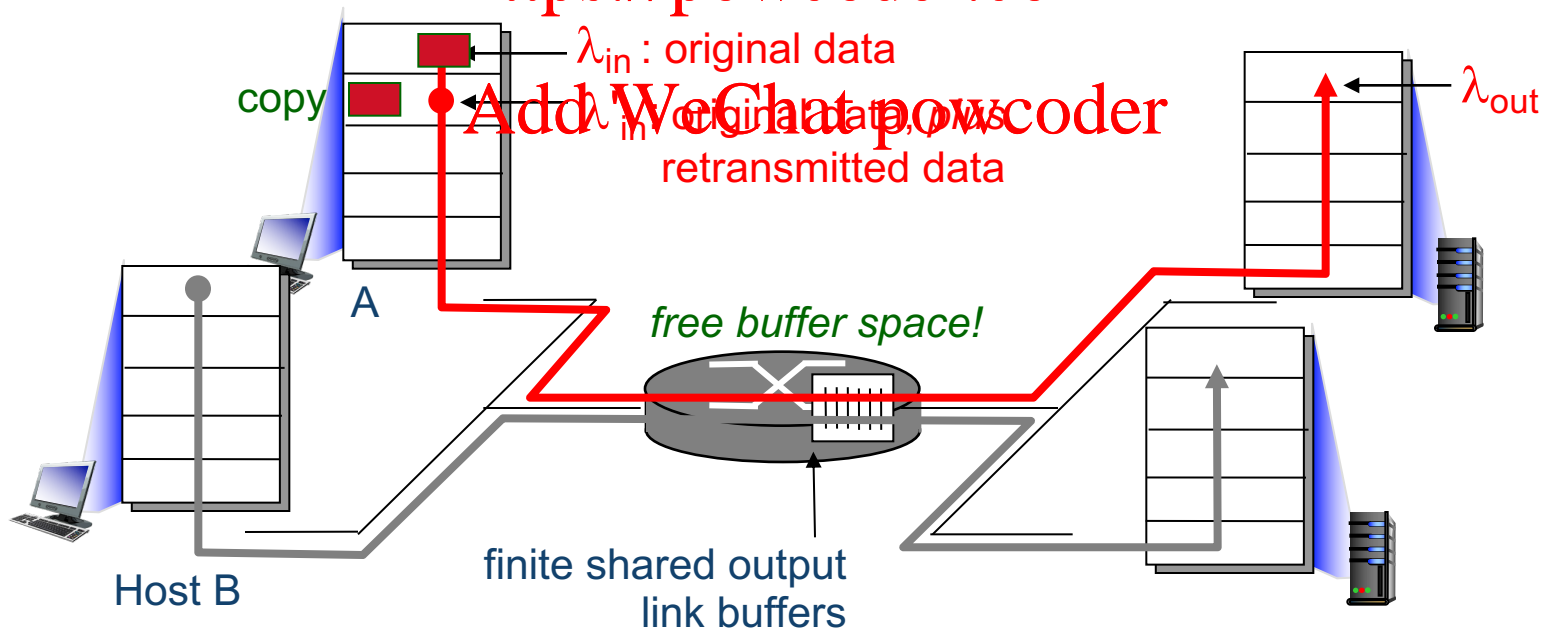 λin : original data
copy
Add WeChat powcoder
λ'in: original data, plus
retransmitted data
λout
A
free buffer space!
Host B
finite shared output
link buffers